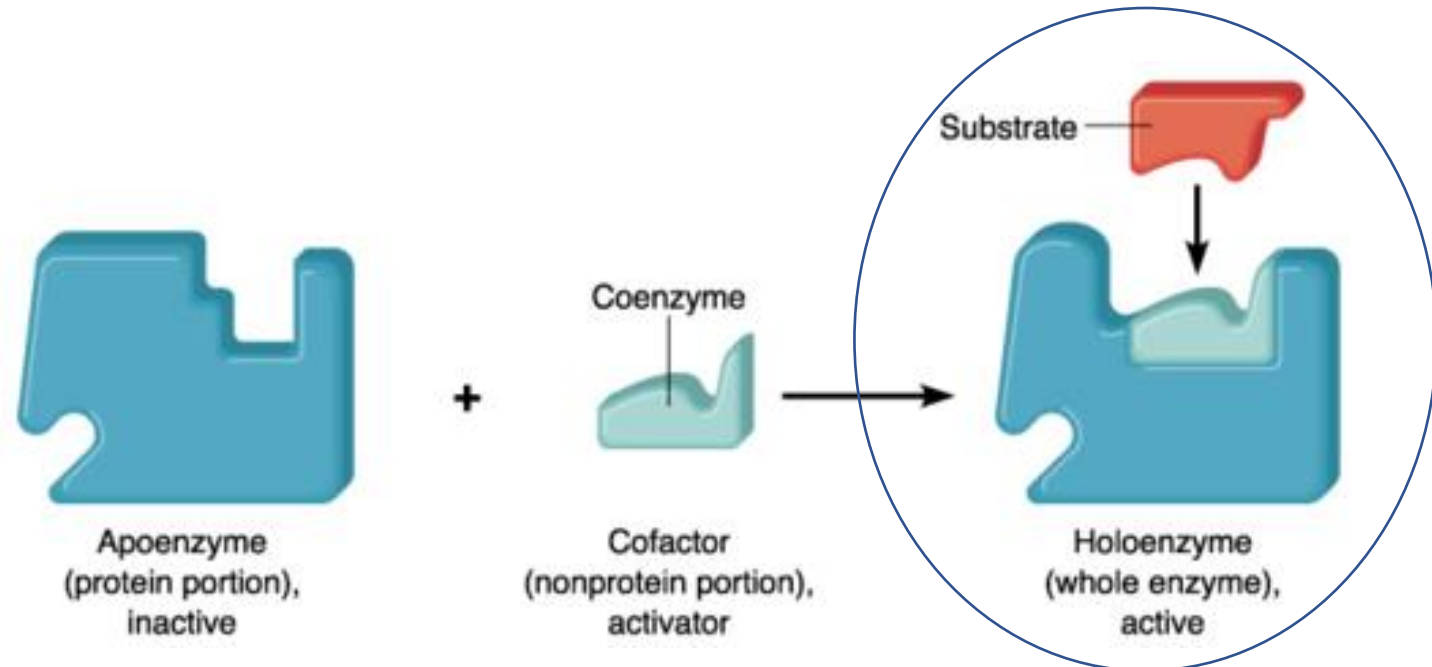 Substrate
Coenzyme
+
Apoenzyme
(protein portion),
inactive
Cofactor
(nonprotein portion),
activator
Holoenzyme
(whole enzyme),
active